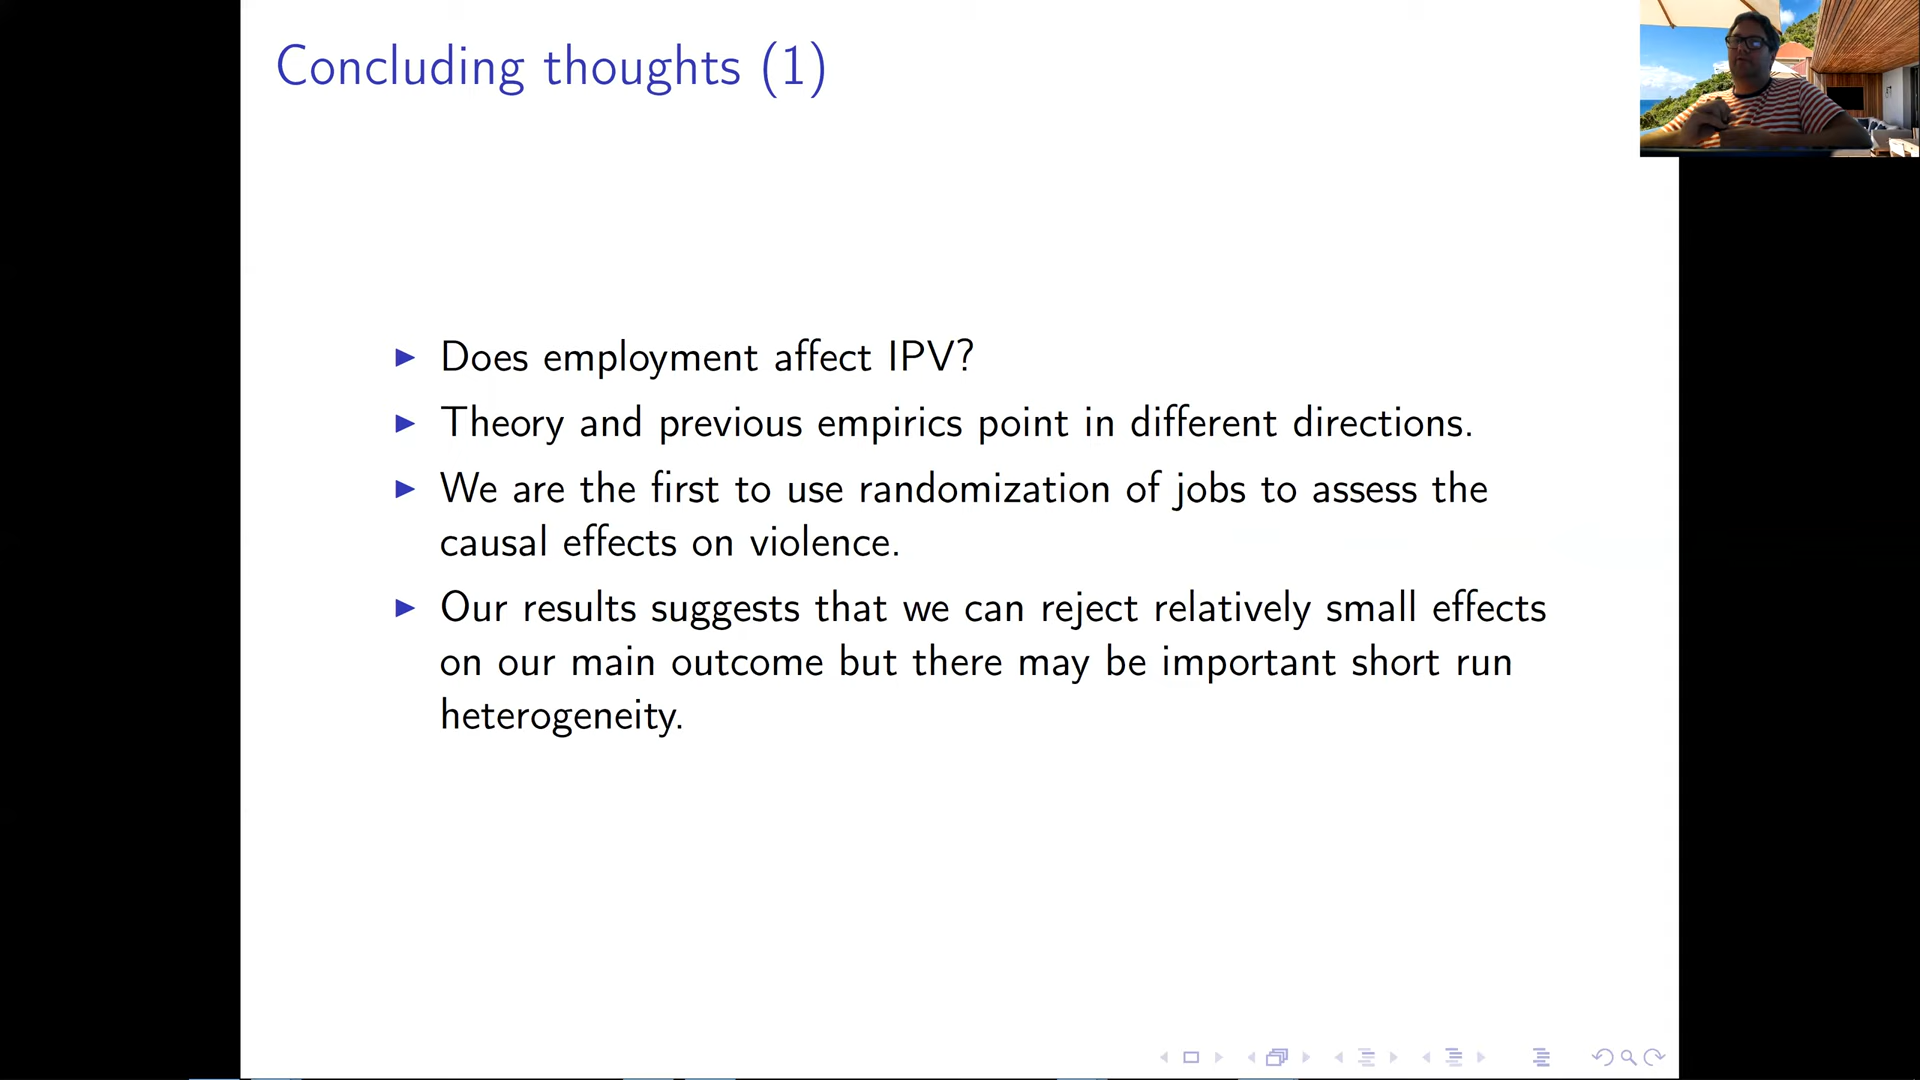 Concluding thoughts (1)
Does employment affect IPV?
Theory and previous empirics point in different directions.
We are the first to use randomization of jobs to assess the
causal effects on violence.
Our results suggests that we can reject relatively small effects
on our main outcome but there may be important short run
heterogeneity.